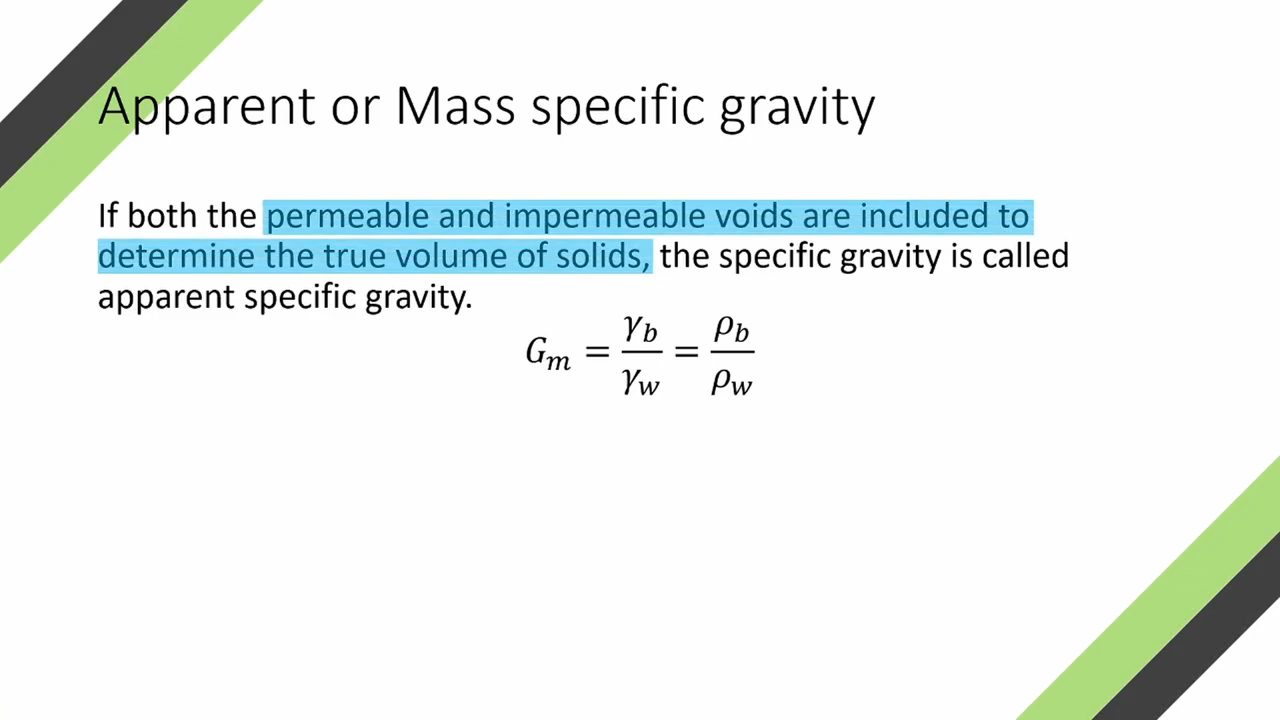 Apparent or Mass specific gravity
If both the permeable and impermeable voids are included to
determine the true volume of solids, the specific gravity is called
apparent specific gravity.
G_m = γ_b / γ_w = ρ_b / ρ_w